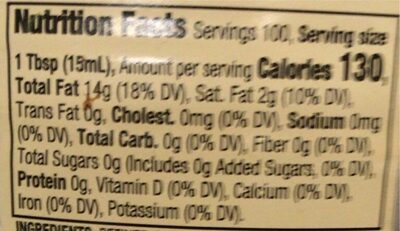 Nutrition Facts Servings 100, Serving size
1 Tbsp (15mL), Amount per serving Calories 130,
Total Fat 14g (18% DV), Sat. Fat 2g (10% DV),
Trans Fat 0g, Cholest. 0mg (0% DV), Sodium 0mg
(0% DV), Total Carb. 0g (0% DV), Fiber 0g (0% DV),
Total Sugars 0g (Includes 0g Added Sugars, 0% DV),
Protein 0g, Vitamin D (0% DV), Calcium (0% DV),
Iron (0% DV), Potassium (0% DV).